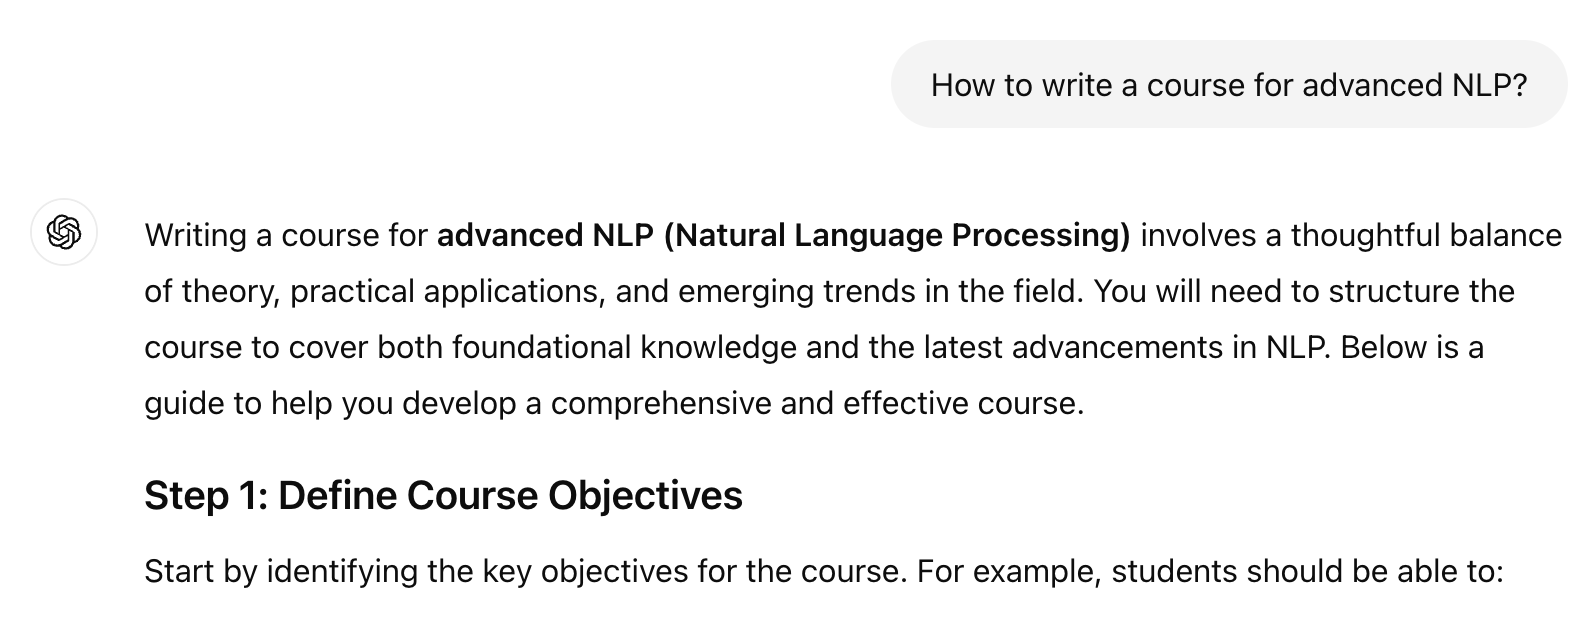 How to write a course for advanced NLP?
Writing a course for advanced NLP (Natural Language Processing) involves a thoughtful balance
of theory, practical applications, and emerging trends in the field. You will need to structure the
course to cover both foundational knowledge and the latest advancements in NLP. Below is a
guide to help you develop a comprehensive and effective course.
Step 1: Define Course Objectives
Start by identifying the key objectives for the course. For example, students should be able to: